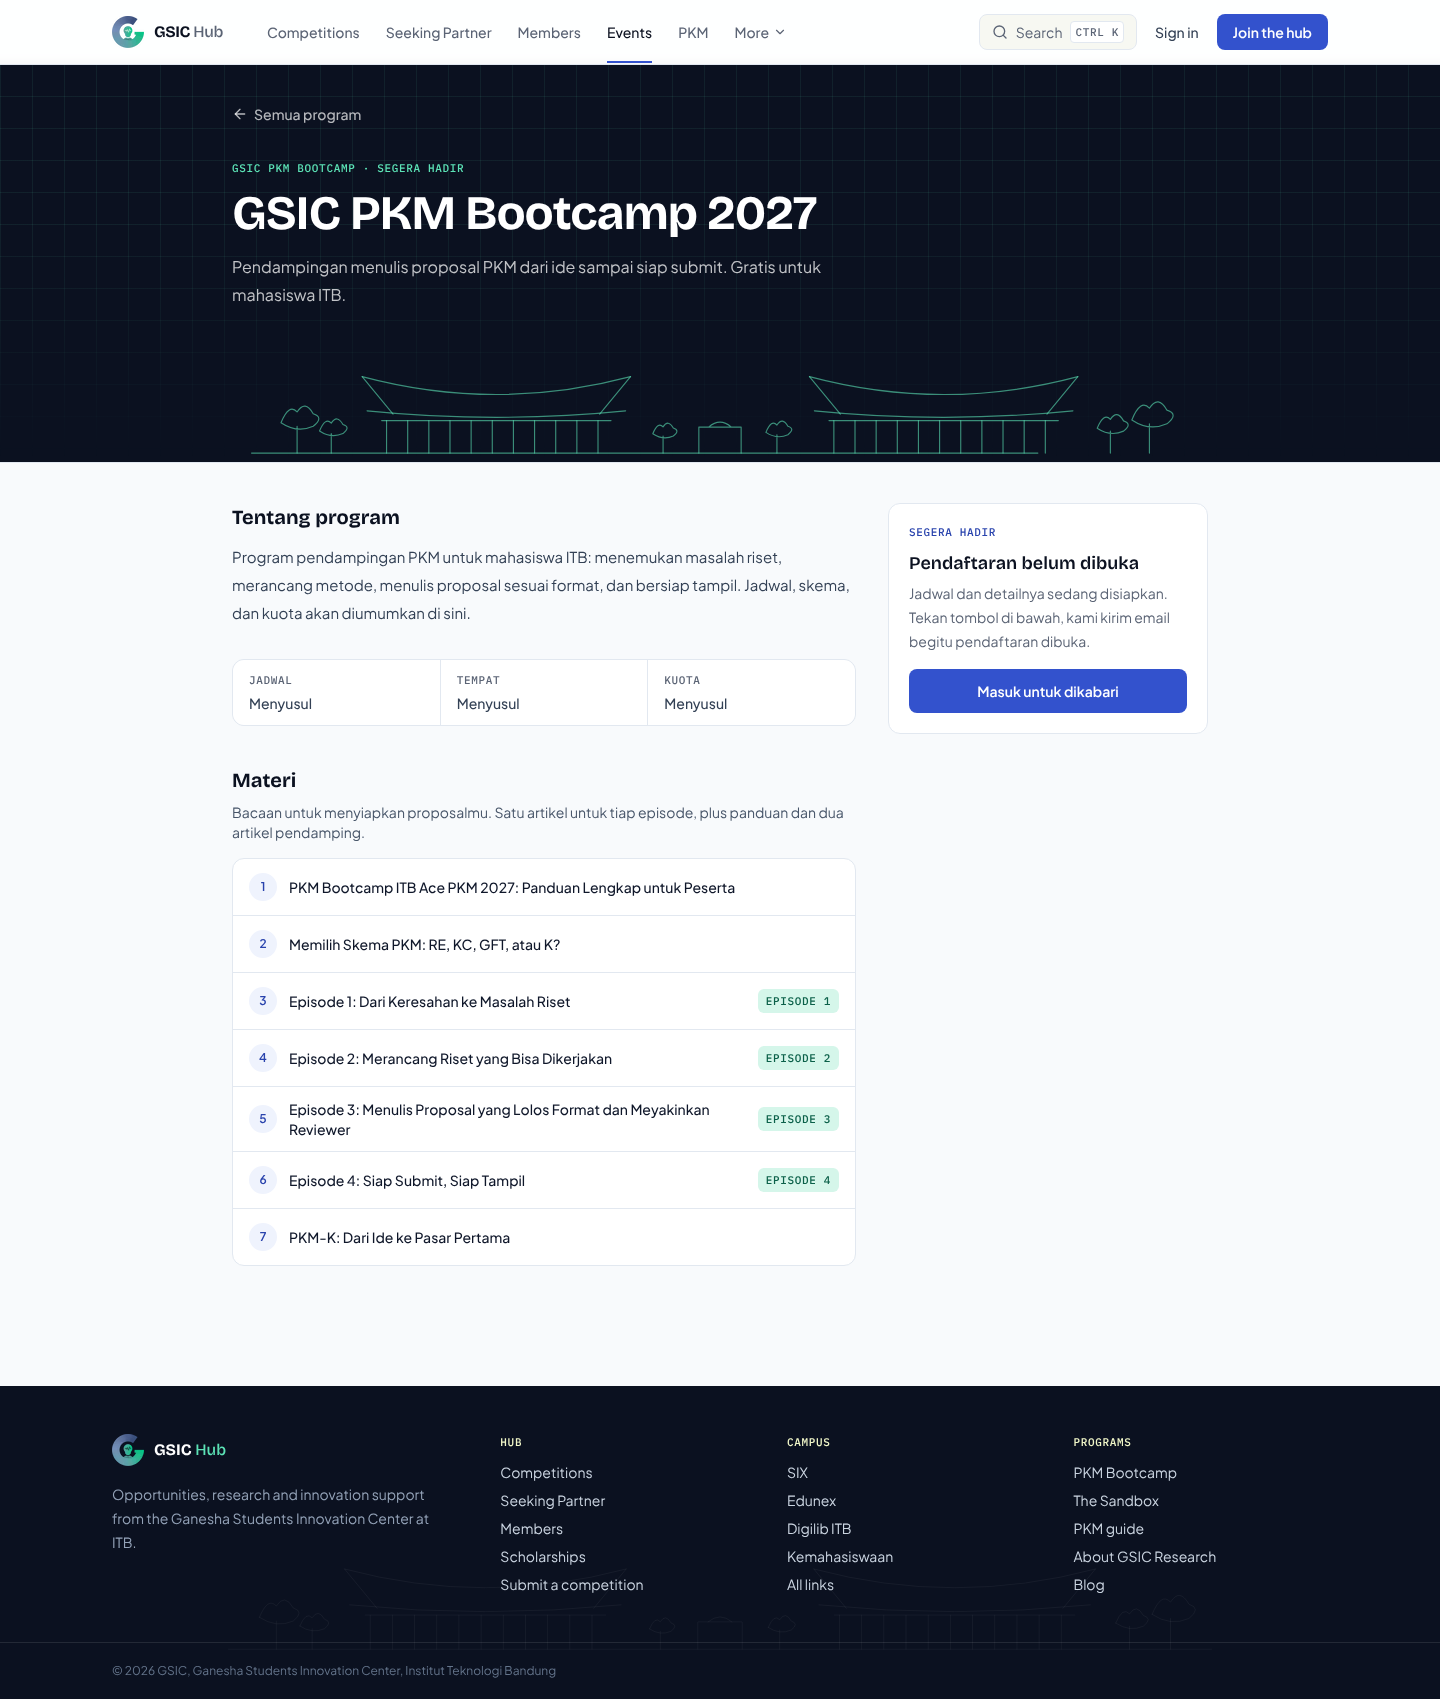 GSIC Hub
Competitions
Seeking Partner
Members
Events
PKM
More
Search CTRL K
Sign in
Join the hub
Semua program
GSIC PKM BOOTCAMP · SEGERA HADIR
GSIC PKM Bootcamp 2027
Pendampingan menulis proposal PKM dari ide sampai siap submit. Gratis untuk
mahasiswa ITB.
Tentang program
Program pendampingan PKM untuk mahasiswa ITB: menemukan masalah riset,
merancang metode, menulis proposal sesuai format, dan bersiap tampil. Jadwal, skema,
dan kuota akan diumumkan di sini.
JADWAL
Menyusul
TEMPAT
Menyusul
KUOTA
Menyusul
SEGERA HADIR
Pendaftaran belum dibuka
Jadwal dan detailnya sedang disiapkan.
Tekan tombol di bawah, kami kirim email
begitu pendaftaran dibuka.
Masuk untuk dikabari
Materi
Bacaan untuk menyiapkan proposalmu. Satu artikel untuk tiap episode, plus panduan dan dua
artikel pendamping.
1 PKM Bootcamp ITB Ace PKM 2027: Panduan Lengkap untuk Peserta
2 Memilih Skema PKM: RE, KC, GFT, atau K?
3 Episode 1: Dari Keresahan ke Masalah Riset EPISODE 1
4 Episode 2: Merancang Riset yang Bisa Dikerjakan EPISODE 2
5 Episode 3: Menulis Proposal yang Lolos Format dan Meyakinkan
Reviewer EPISODE 3
6 Episode 4: Siap Submit, Siap Tampil EPISODE 4
7 PKM-K: Dari Ide ke Pasar Pertama
GSIC Hub
Opportunities, research and innovation support
from the Ganesha Students Innovation Center at
ITB.
HUB
Competitions
Seeking Partner
Members
Scholarships
Submit a competition
CAMPUS
SIX
Edunex
Digilib ITB
Kemahasiswaan
All links
PROGRAMS
PKM Bootcamp
The Sandbox
PKM guide
About GSIC Research
Blog
© 2026 GSIC, Ganesha Students Innovation Center, Institut Teknologi Bandung